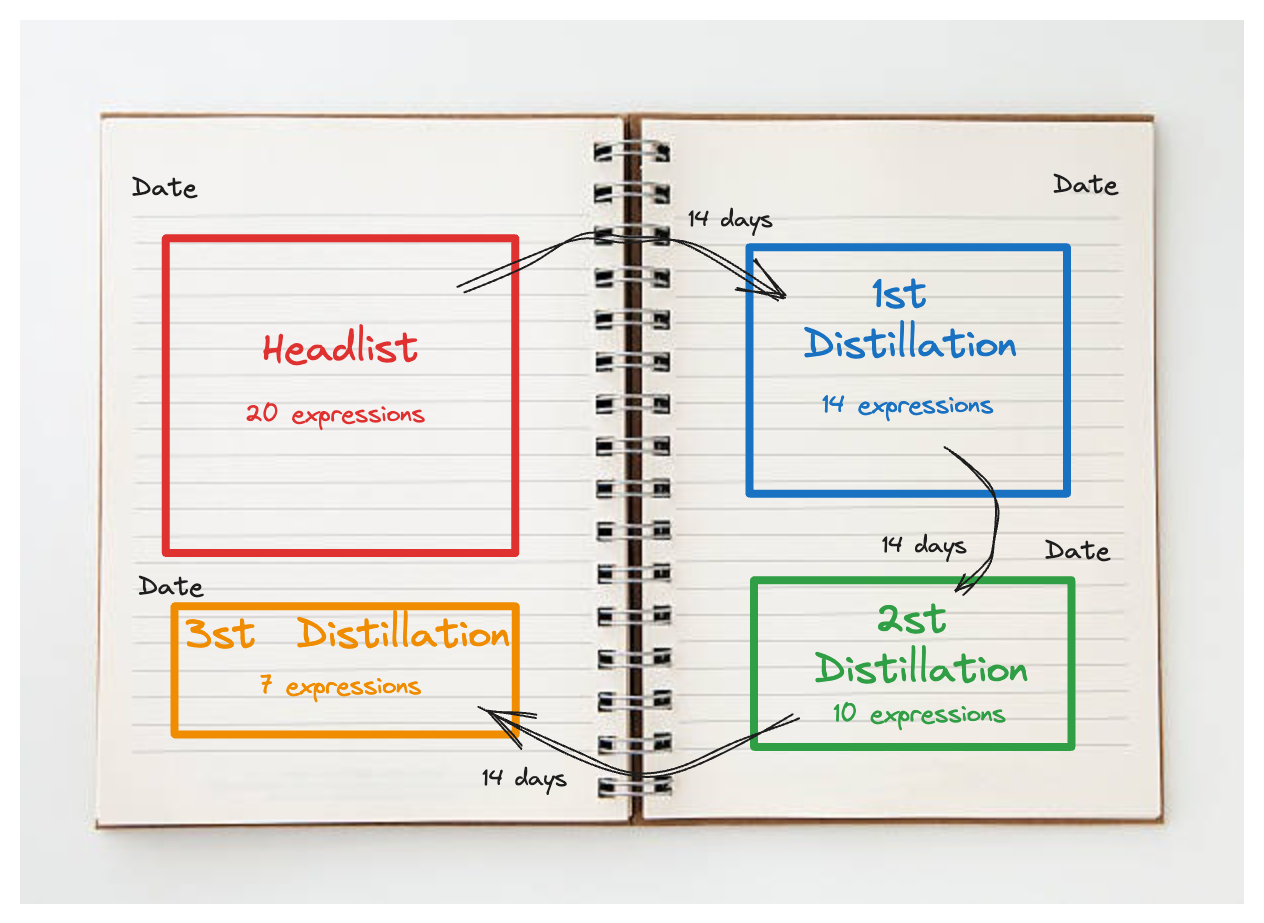 Date
Headlist
20 expressions
14 days
Date
1st
Distillation
14 expressions
14 days
Date
2st
Distillation
10 expressions
14 days
Date
3st Distillation
7 expressions